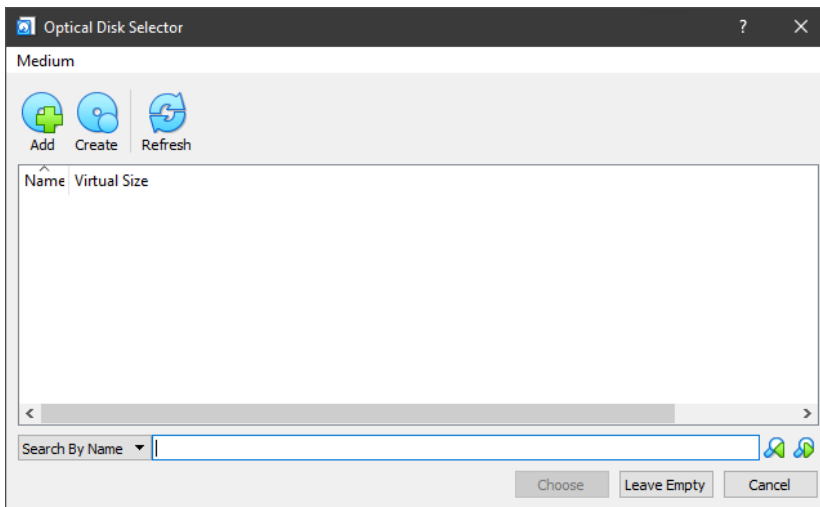 Optical Disk Selector ?
Medium
Add Create Refresh
Name Virtual Size
Search By Name
Choose Leave Empty Cancel